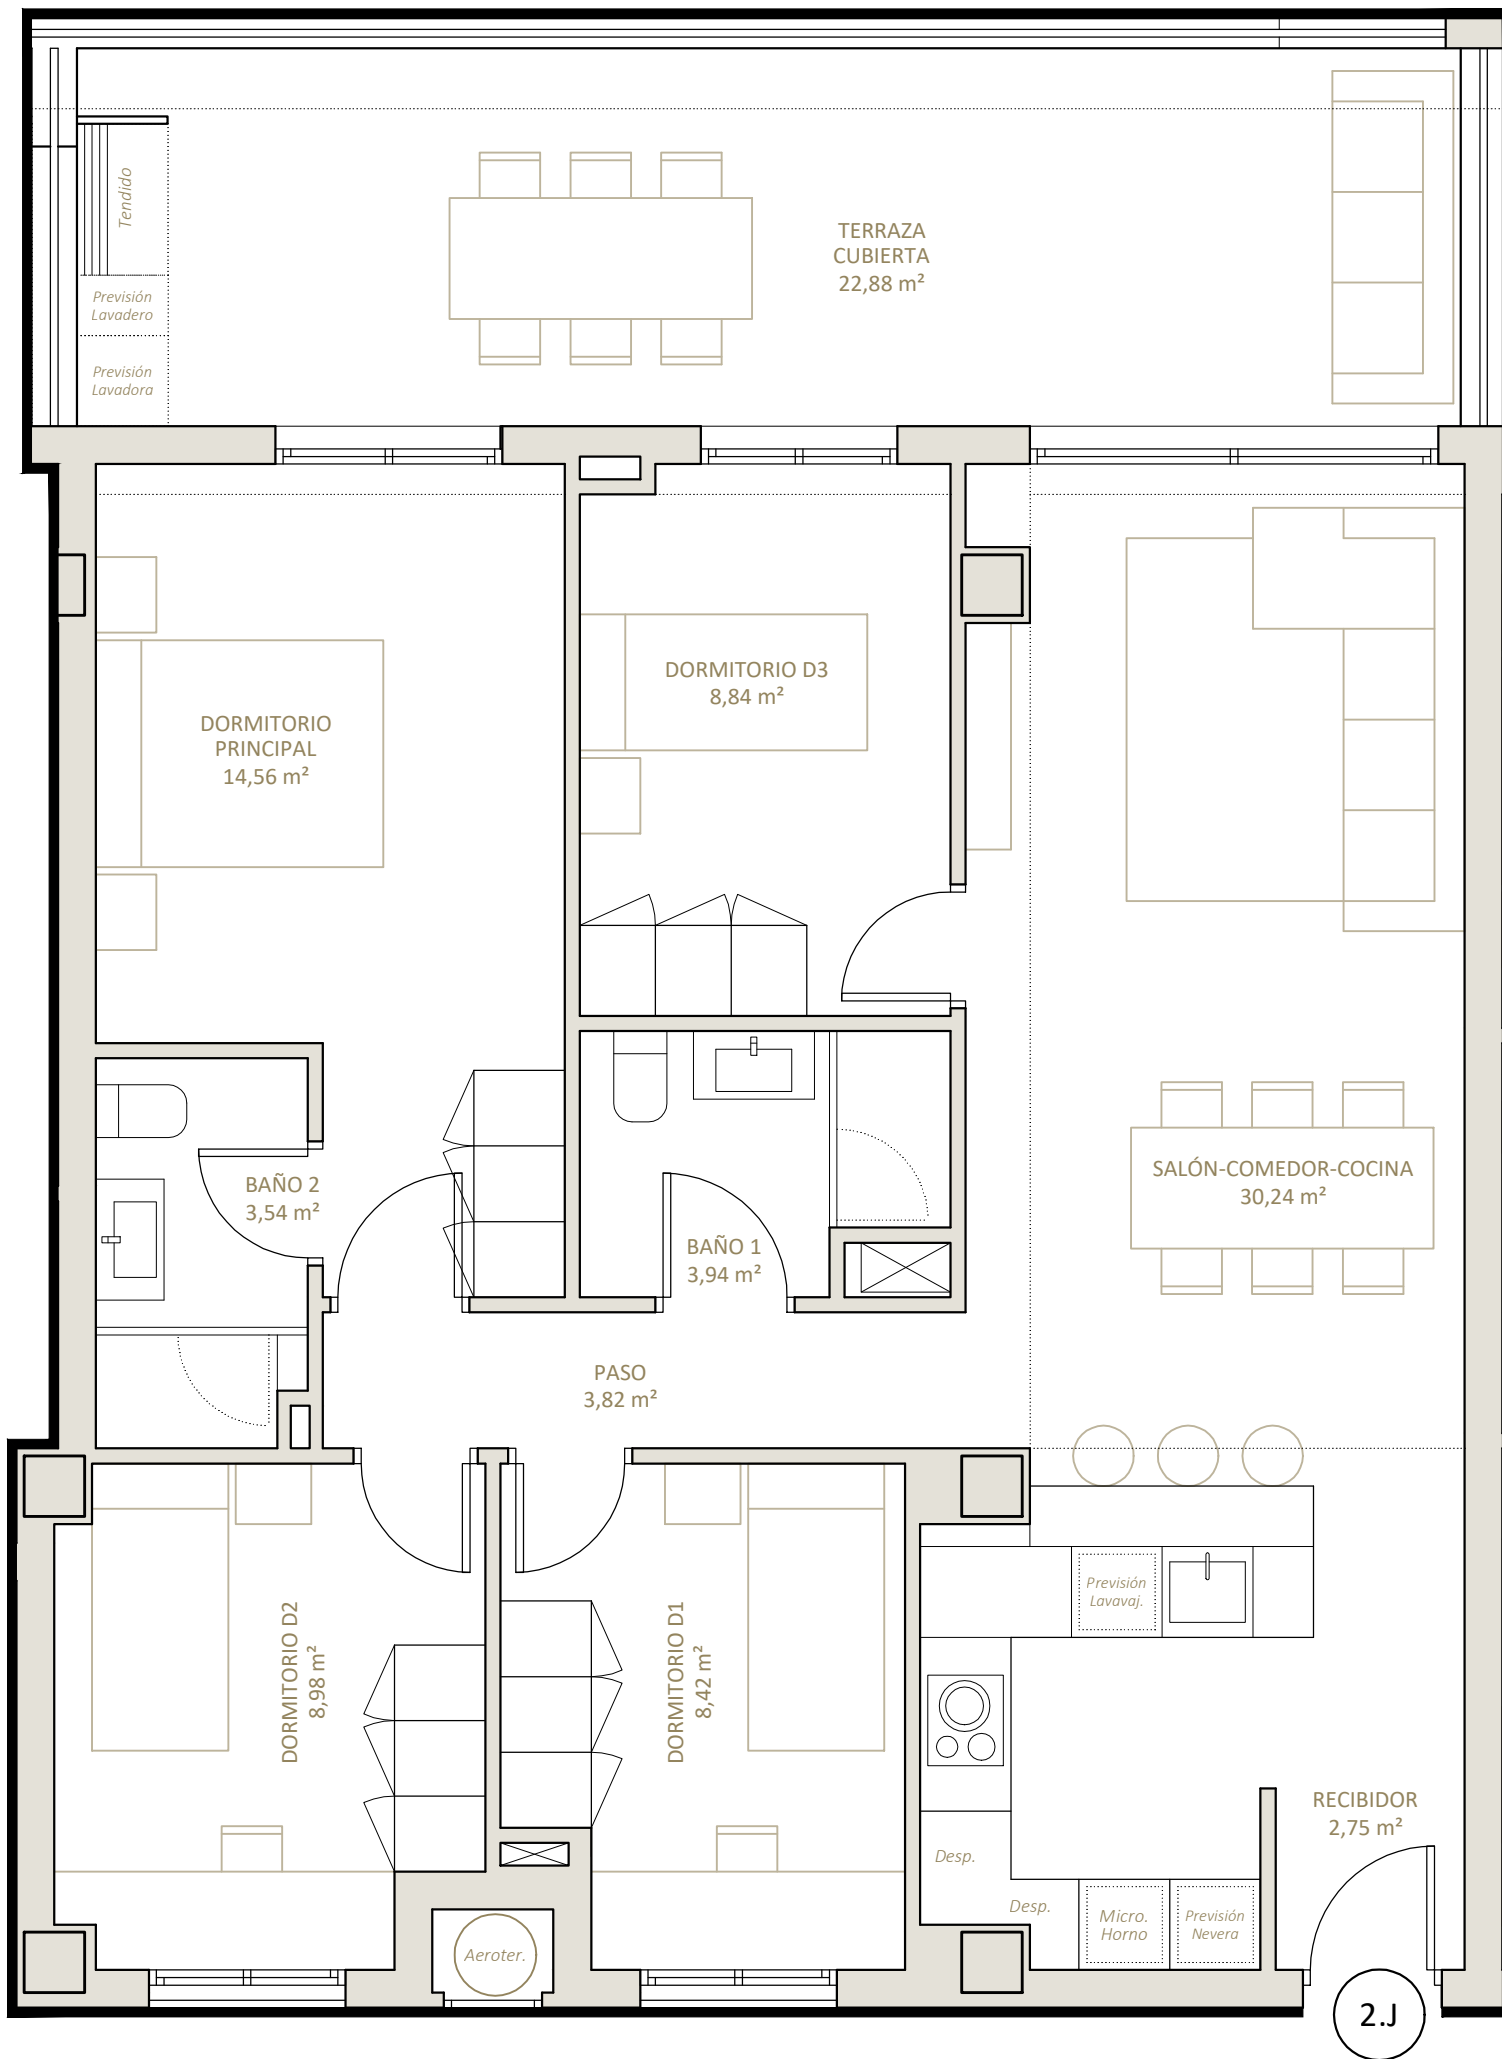 Tendido
Previsión
Lavadero
Previsión
Lavadora
TERRAZA
CUBIERTA
22,88 m²
DORMITORIO
PRINCIPAL
14,56 m²
DORMITORIO D3
8,84 m²
SALÓN-COMEDOR-COCINA
30,24 m²
BAÑO 2
3,54 m²
BAÑO 1
3,94 m²
PASO
3,82 m²
DORMITORIO D2
8,98 m²
DORMITORIO D1
8,42 m²
Previsión
Lavavaj.
RECIBIDOR
2,75 m²
Desp.
Desp.
Micro.
Horno
Previsión
Nevera
Aeroter.
2.J